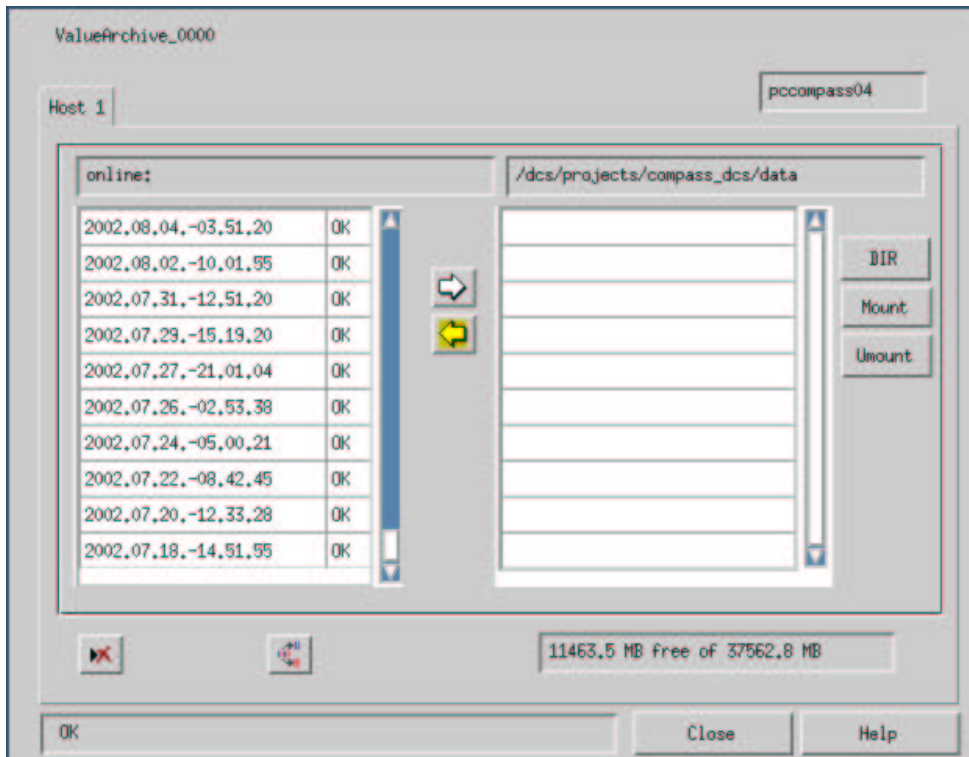 ValueArchive_0000
pccompass04
Host 1
online: /dcs/projects/compass_dcs/data
2002.08.04.-03.51.20 OK
2002.08.02.-10.01.55 OK
DIR
2002.07.31.-12.51.20 OK
Mount
2002.07.29.-15.19.20 OK
Umount
2002.07.27.-21.01.04 OK
2002.07.26.-02.53.38 OK
2002.07.24.-05.00.21 OK
2002.07.22.-08.42.45 OK
2002.07.20.-12.33.28 OK
2002.07.18.-14.51.55 OK
11463.5 MB free of 37562.8 MB
OK Close Help